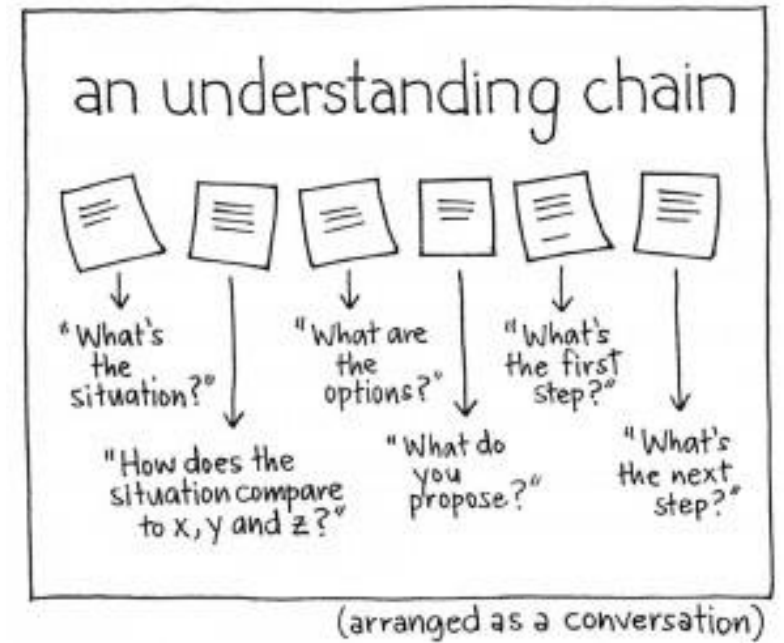 an understanding chain
"What's
the
situation?"
"How does the
situation compare
to x, y and z?"
"What are
the
options?"
"What do
you
propose?"
"What's
the first
step?"
"What's
the next
step?"
(arranged as a conversation)